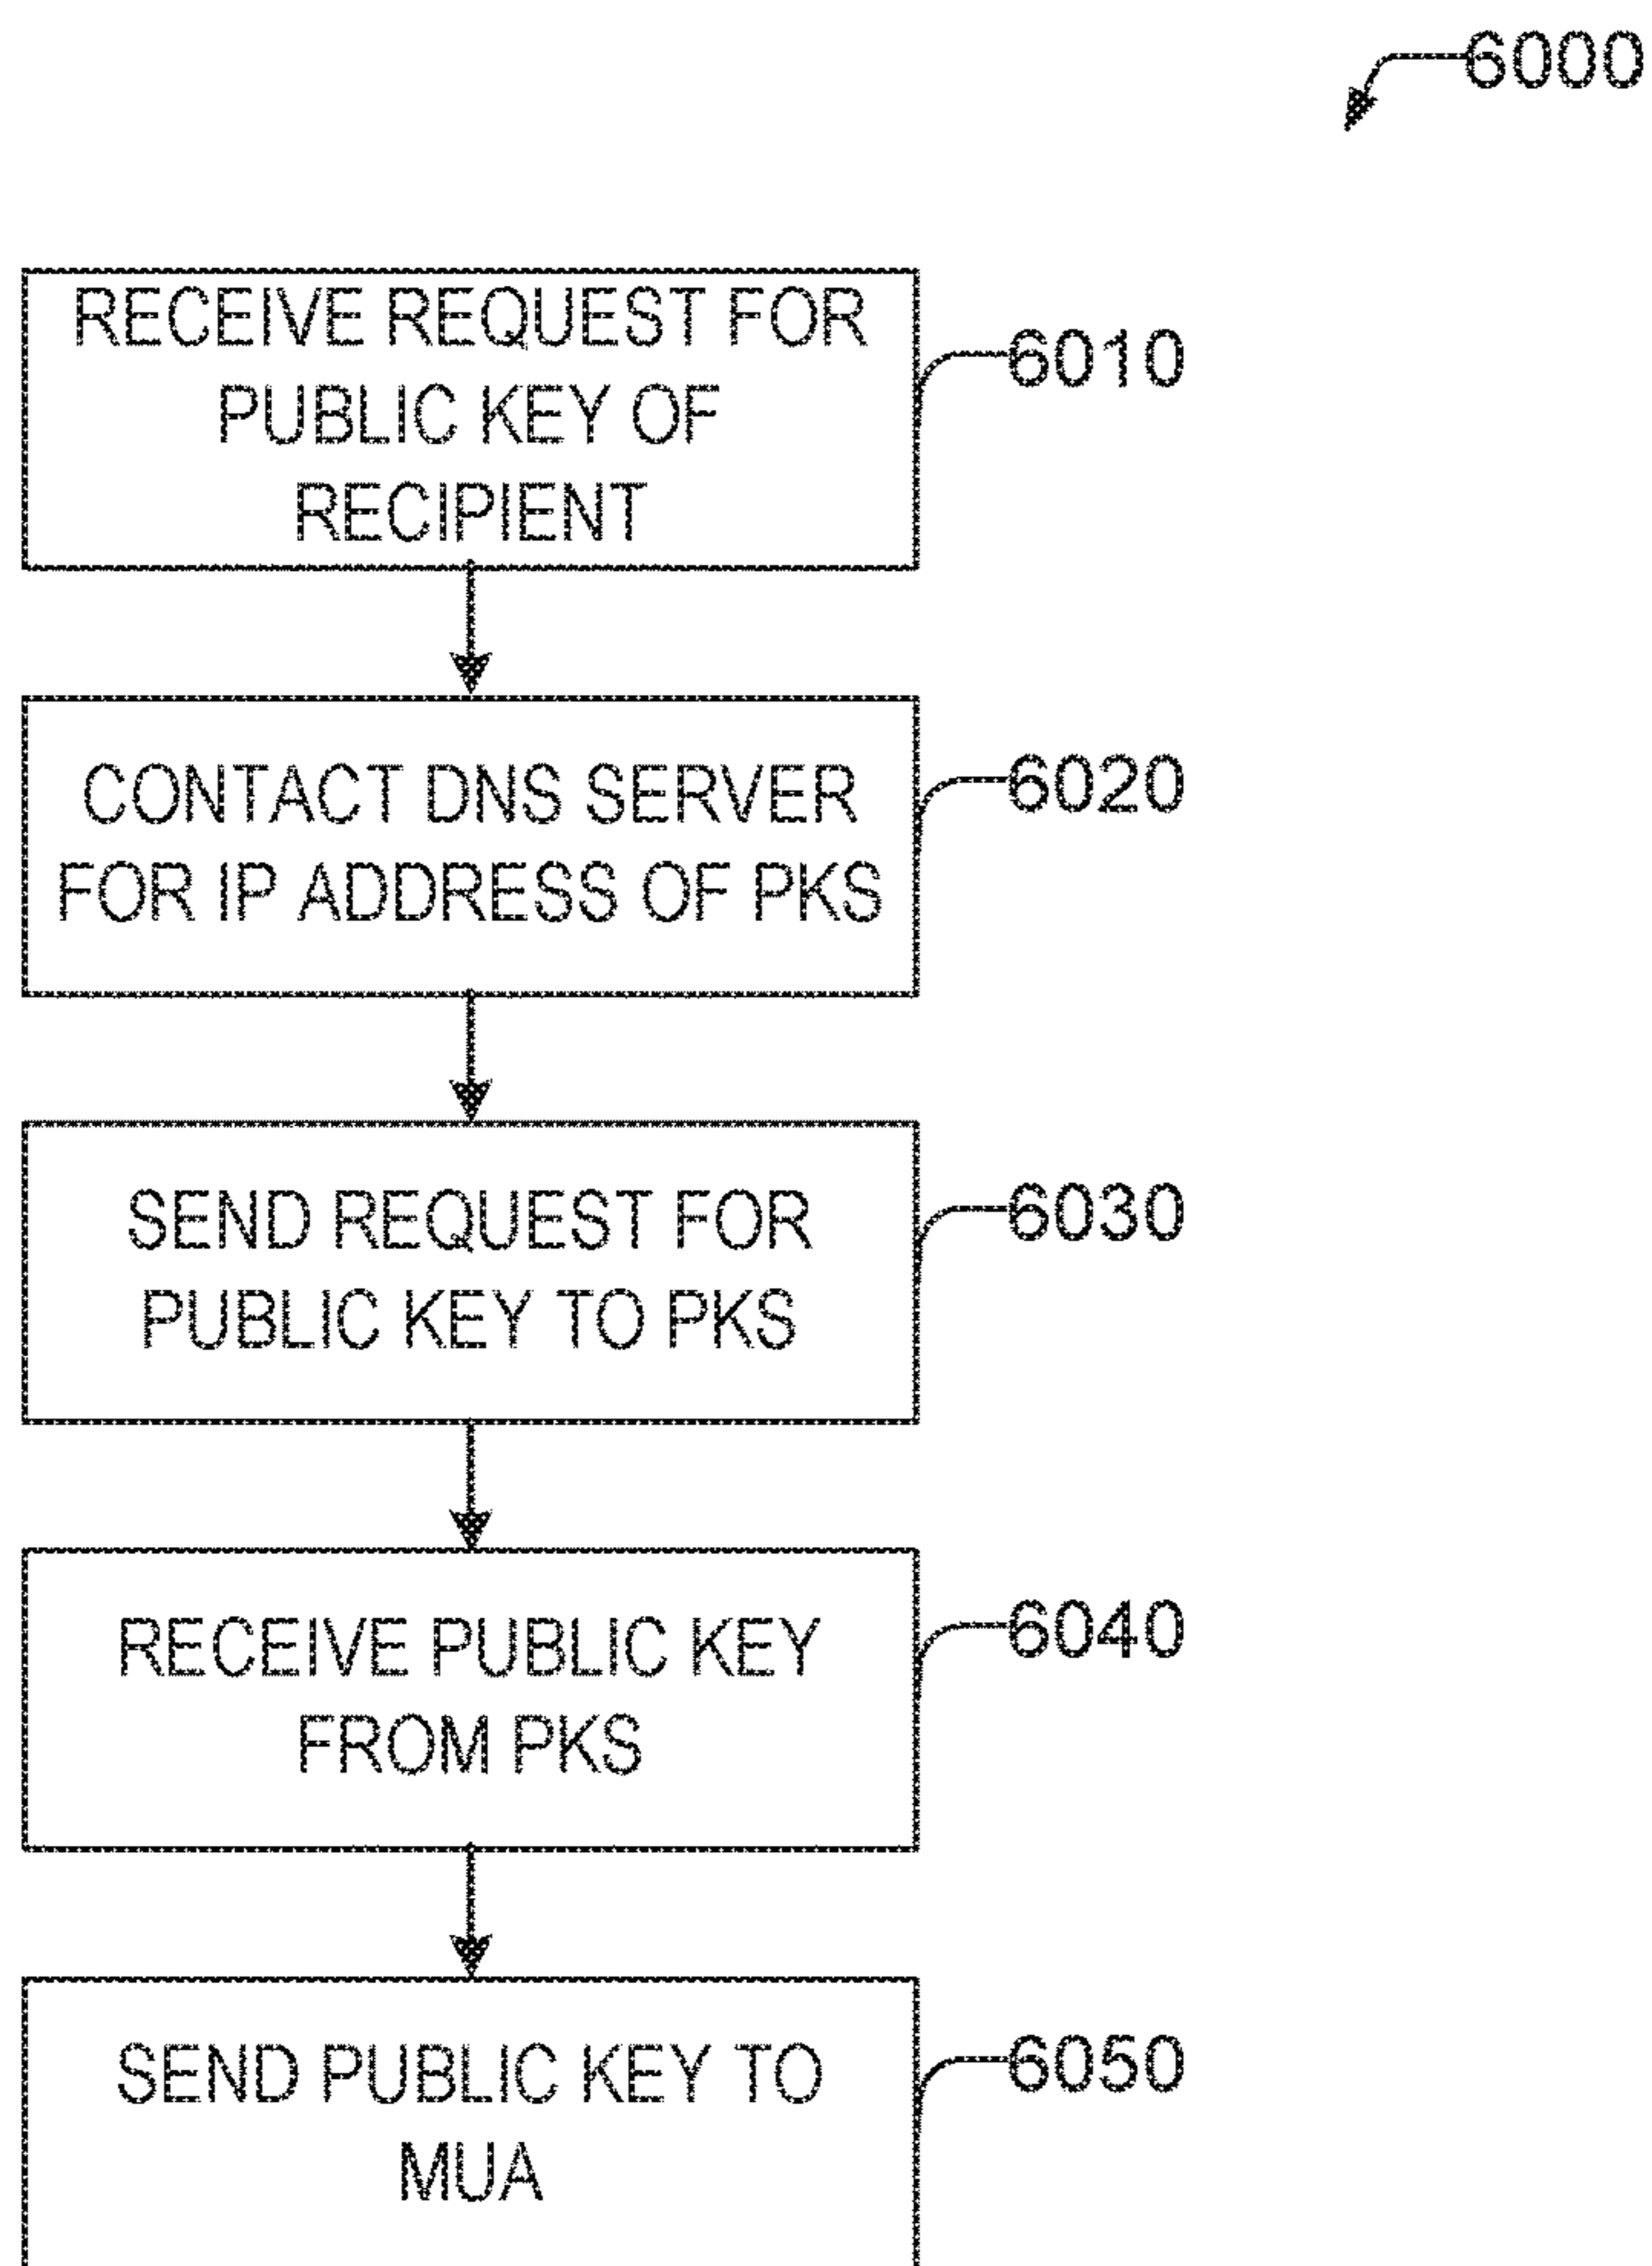 6000
RECEIVE REQUEST FOR
PUBLIC KEY OF
RECIPIENT
6010
CONTACT DNS SERVER
FOR IP ADDRESS OF PKS
6020
SEND REQUEST FOR
PUBLIC KEY TO PKS
6030
RECEIVE PUBLIC KEY
FROM PKS
6040
SEND PUBLIC KEY TO
MUA
6050